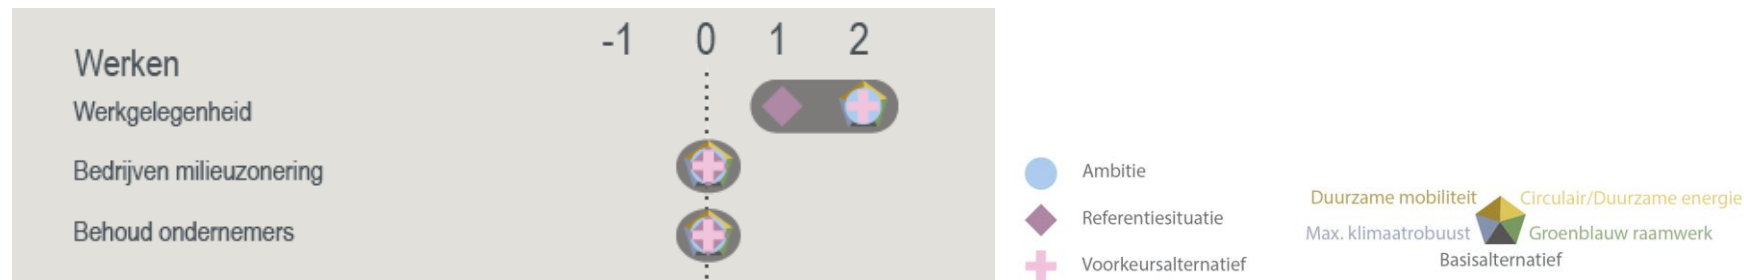 -1 0 1 2
Werken
Werkgelegenheid
Bedrijven milieuzonering
Behoud ondernemers
Ambitie
Referentiesituatie
Voorkeursalternatief
Duurzame mobiliteit Circulair/Duurzame energie
Max. klimaatrobuust Groenblauw raamwerk
Basisalternatief